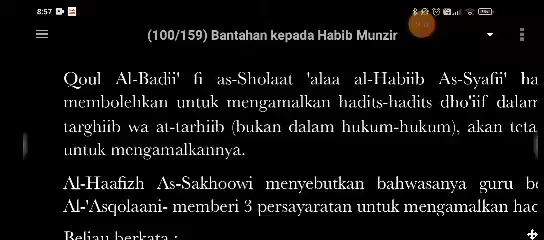 8:57
(100/159) Bantahan kepada Habib Munzir
Qoul Al-Badii' fi as-Sholaat 'alaa al-Habiib As-Syafii' ha
membolehkan untuk mengamalkan hadits-hadits dho'iif dalam
targhiib wa at-tarhiib (bukan dalam hukum-hukum), akan teta
untuk mengamalkannya.
Al-Haafizh As-Sakhoowi menyebutkan bahwasanya guru be
Al-'Asqolaani- memberi 3 persayaratan untuk mengamalkan had
Beliau berkata :